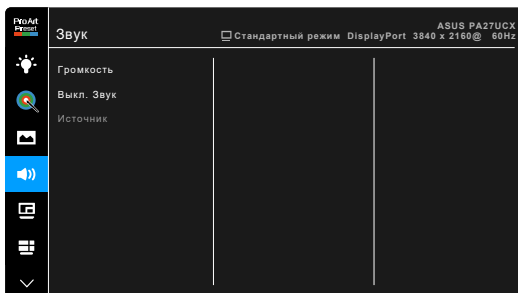 ProArt
Preset
Звук
ASUS PA27UCX
Стандартный режим DisplayPort 3840 x 2160@ 60Hz
Громкость
Выкл. Звук
Источник